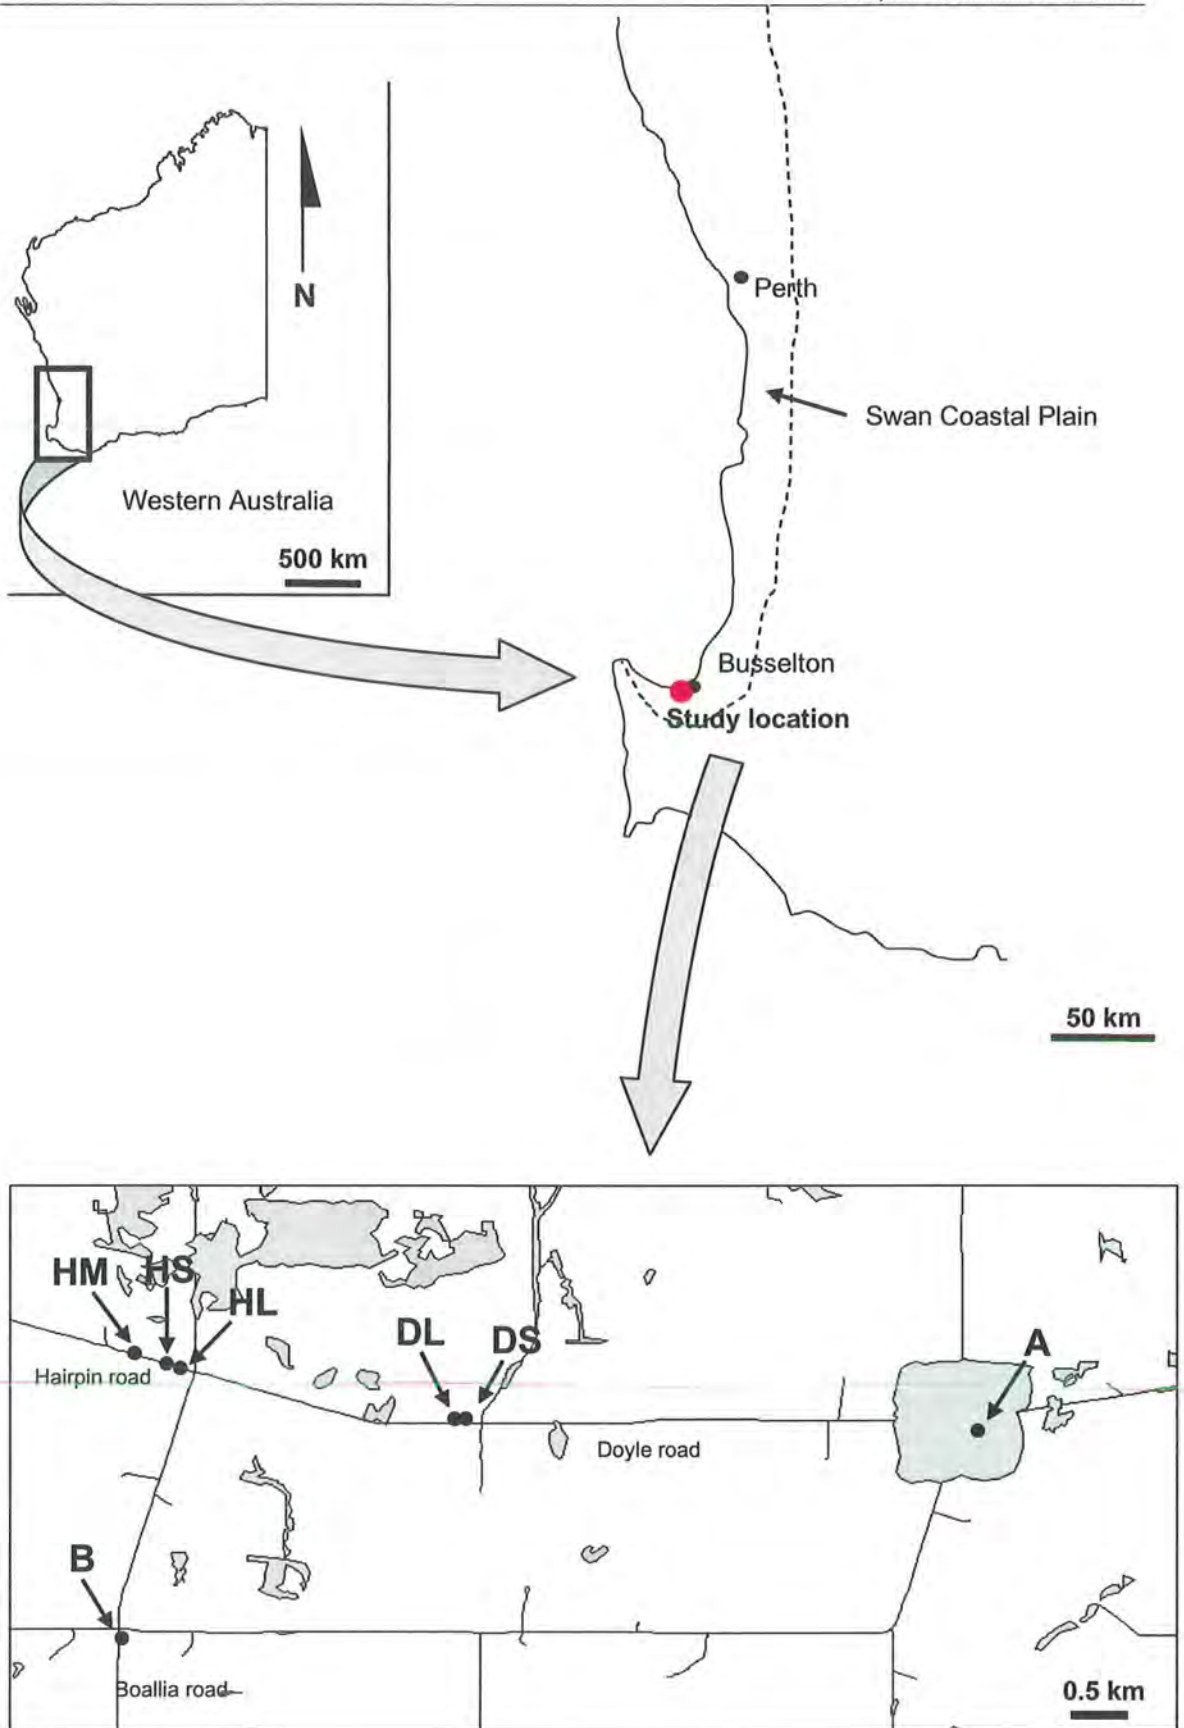 Perth
N
Swan Coastal Plain
Western Australia
500 km
Busselton
Study location
50 km
HM
HS
HL
DL
DS
A
Hairpin road
Doyle road
B
Boallia road
0.5 km